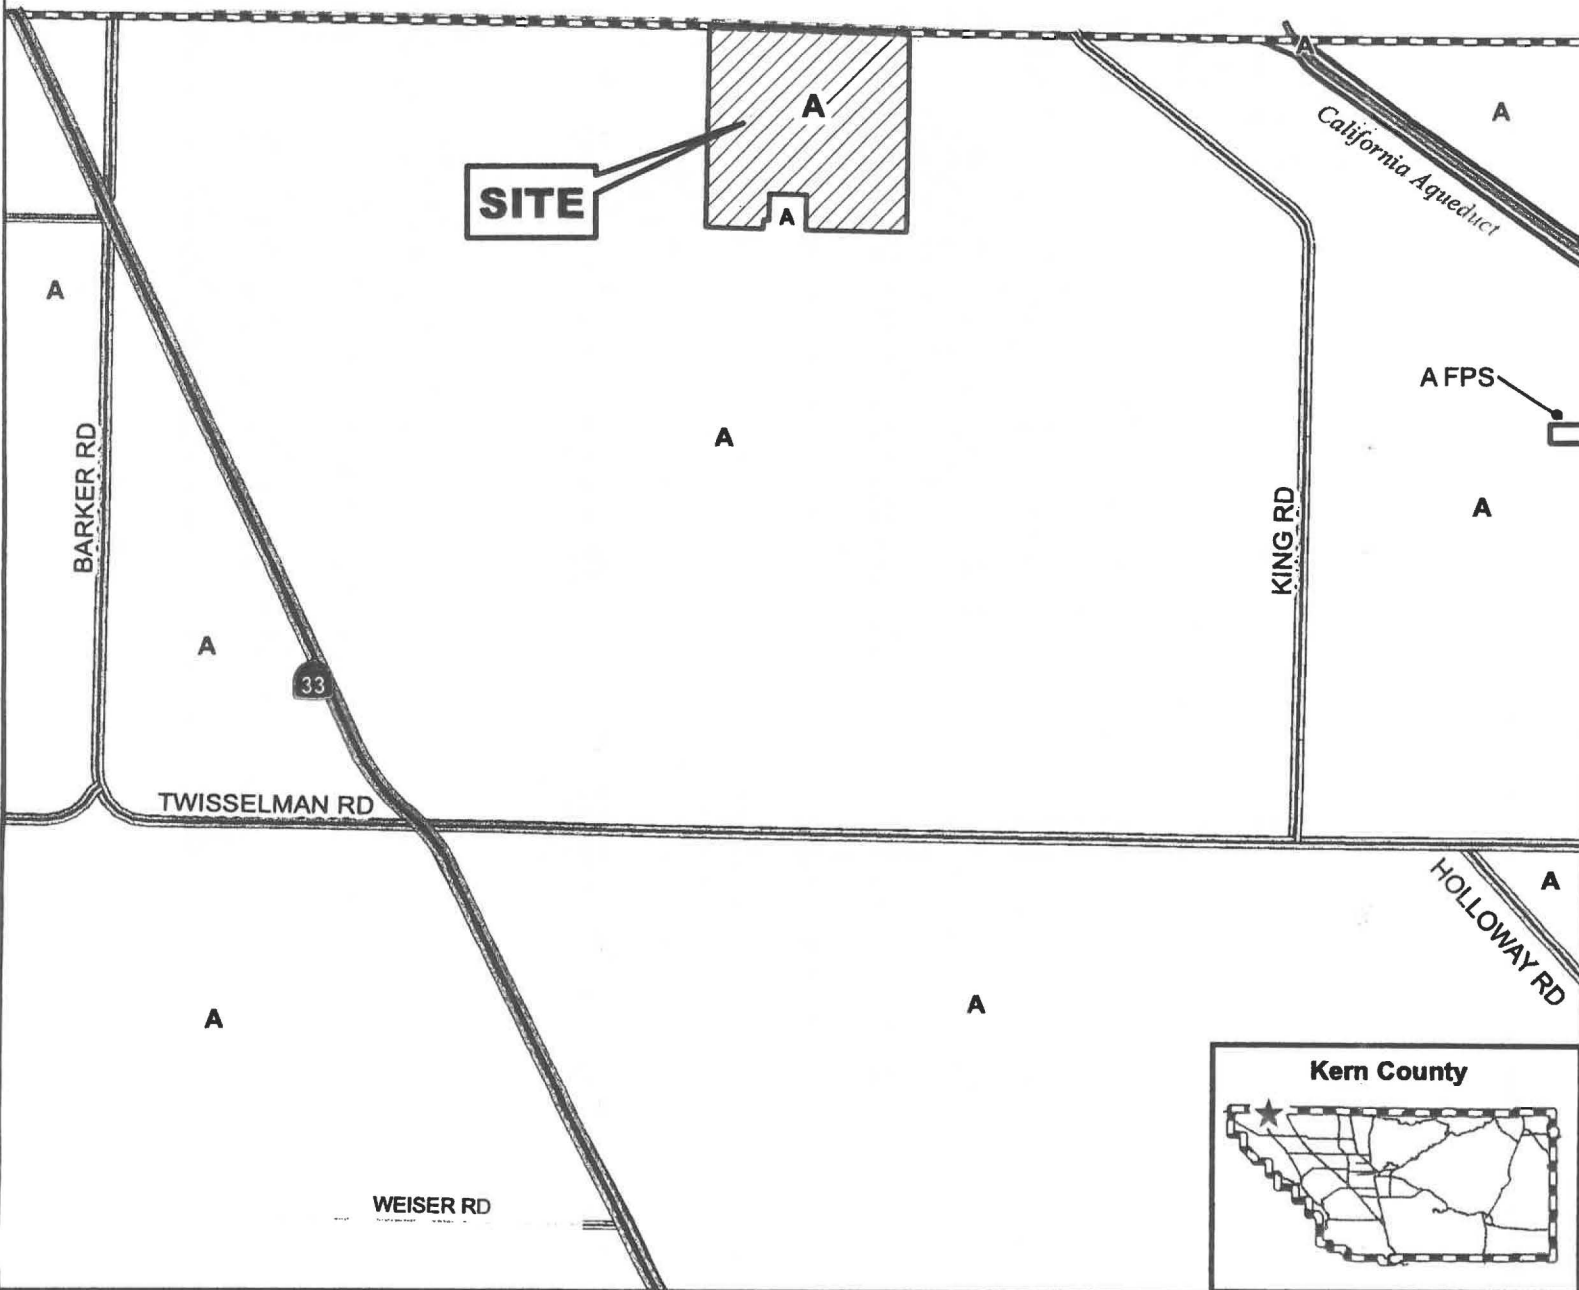 A
A
A
California Aqueduct
SITE
A
A
A FPS
A
BARKER RD
KING RD
A
A
33
TWISSELMAN RD
HOLLOWAY RD
A
A
A
Kern County
WEISER RD